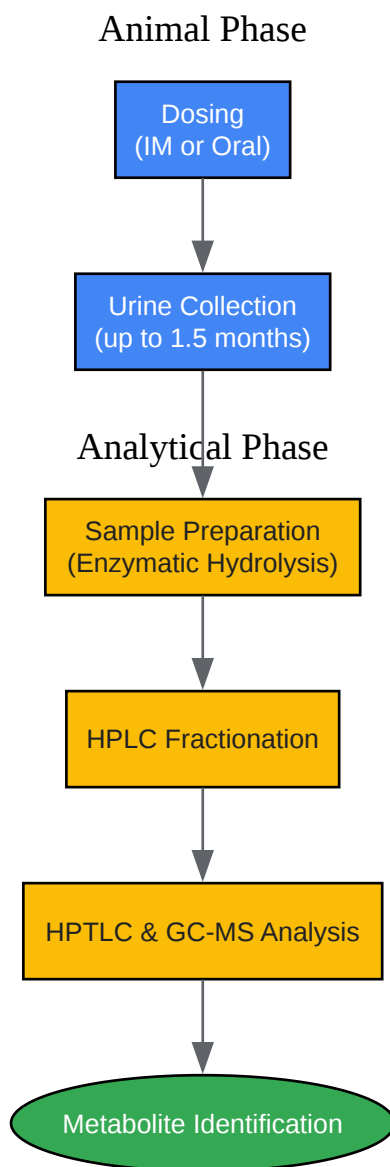 Animal Phase
Dosing
(IM or Oral)
Urine Collection
(up to 1.5 months)
Analytical Phase
Sample Preparation
(Enzymatic Hydrolysis)
HPLC Fractionation
HPTLC & GC-MS Analysis
Metabolite Identification